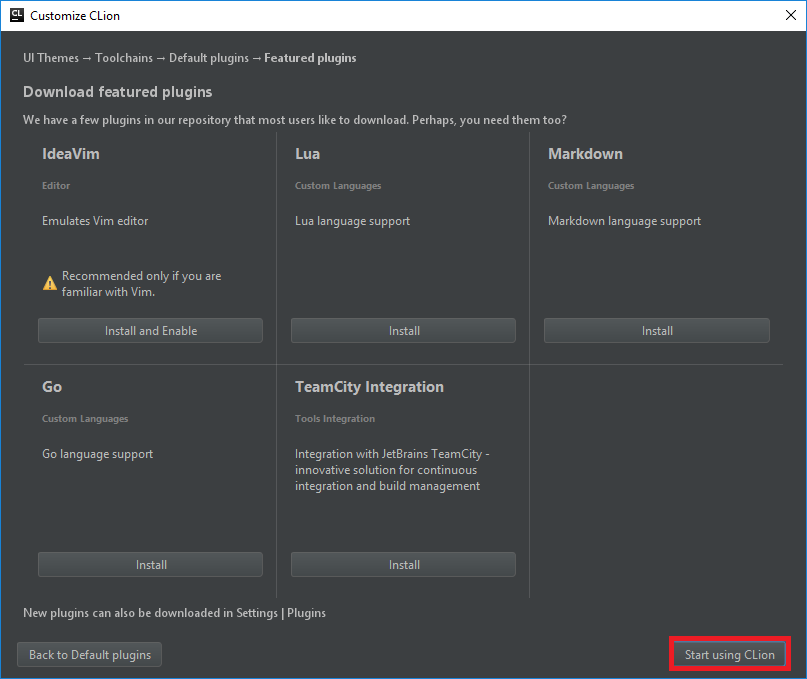 CL Customize CLion
UI Themes → Toolchains → Default plugins → Featured plugins
Download featured plugins
We have a few plugins in our repository that most users like to download. Perhaps, you need them too?
IdeaVim
Editor
Emulates Vim editor
Recommended only if you are
familiar with Vim.
Install and Enable
Lua
Custom Languages
Lua language support
Install
Markdown
Custom Languages
Markdown language support
Install
Go
Custom Languages
Go language support
Install
TeamCity Integration
Tools Integration
Integration with JetBrains TeamCity -
innovative solution for continuous
integration and build management
Install
New plugins can also be downloaded in Settings | Plugins
Back to Default plugins
Start using CLion